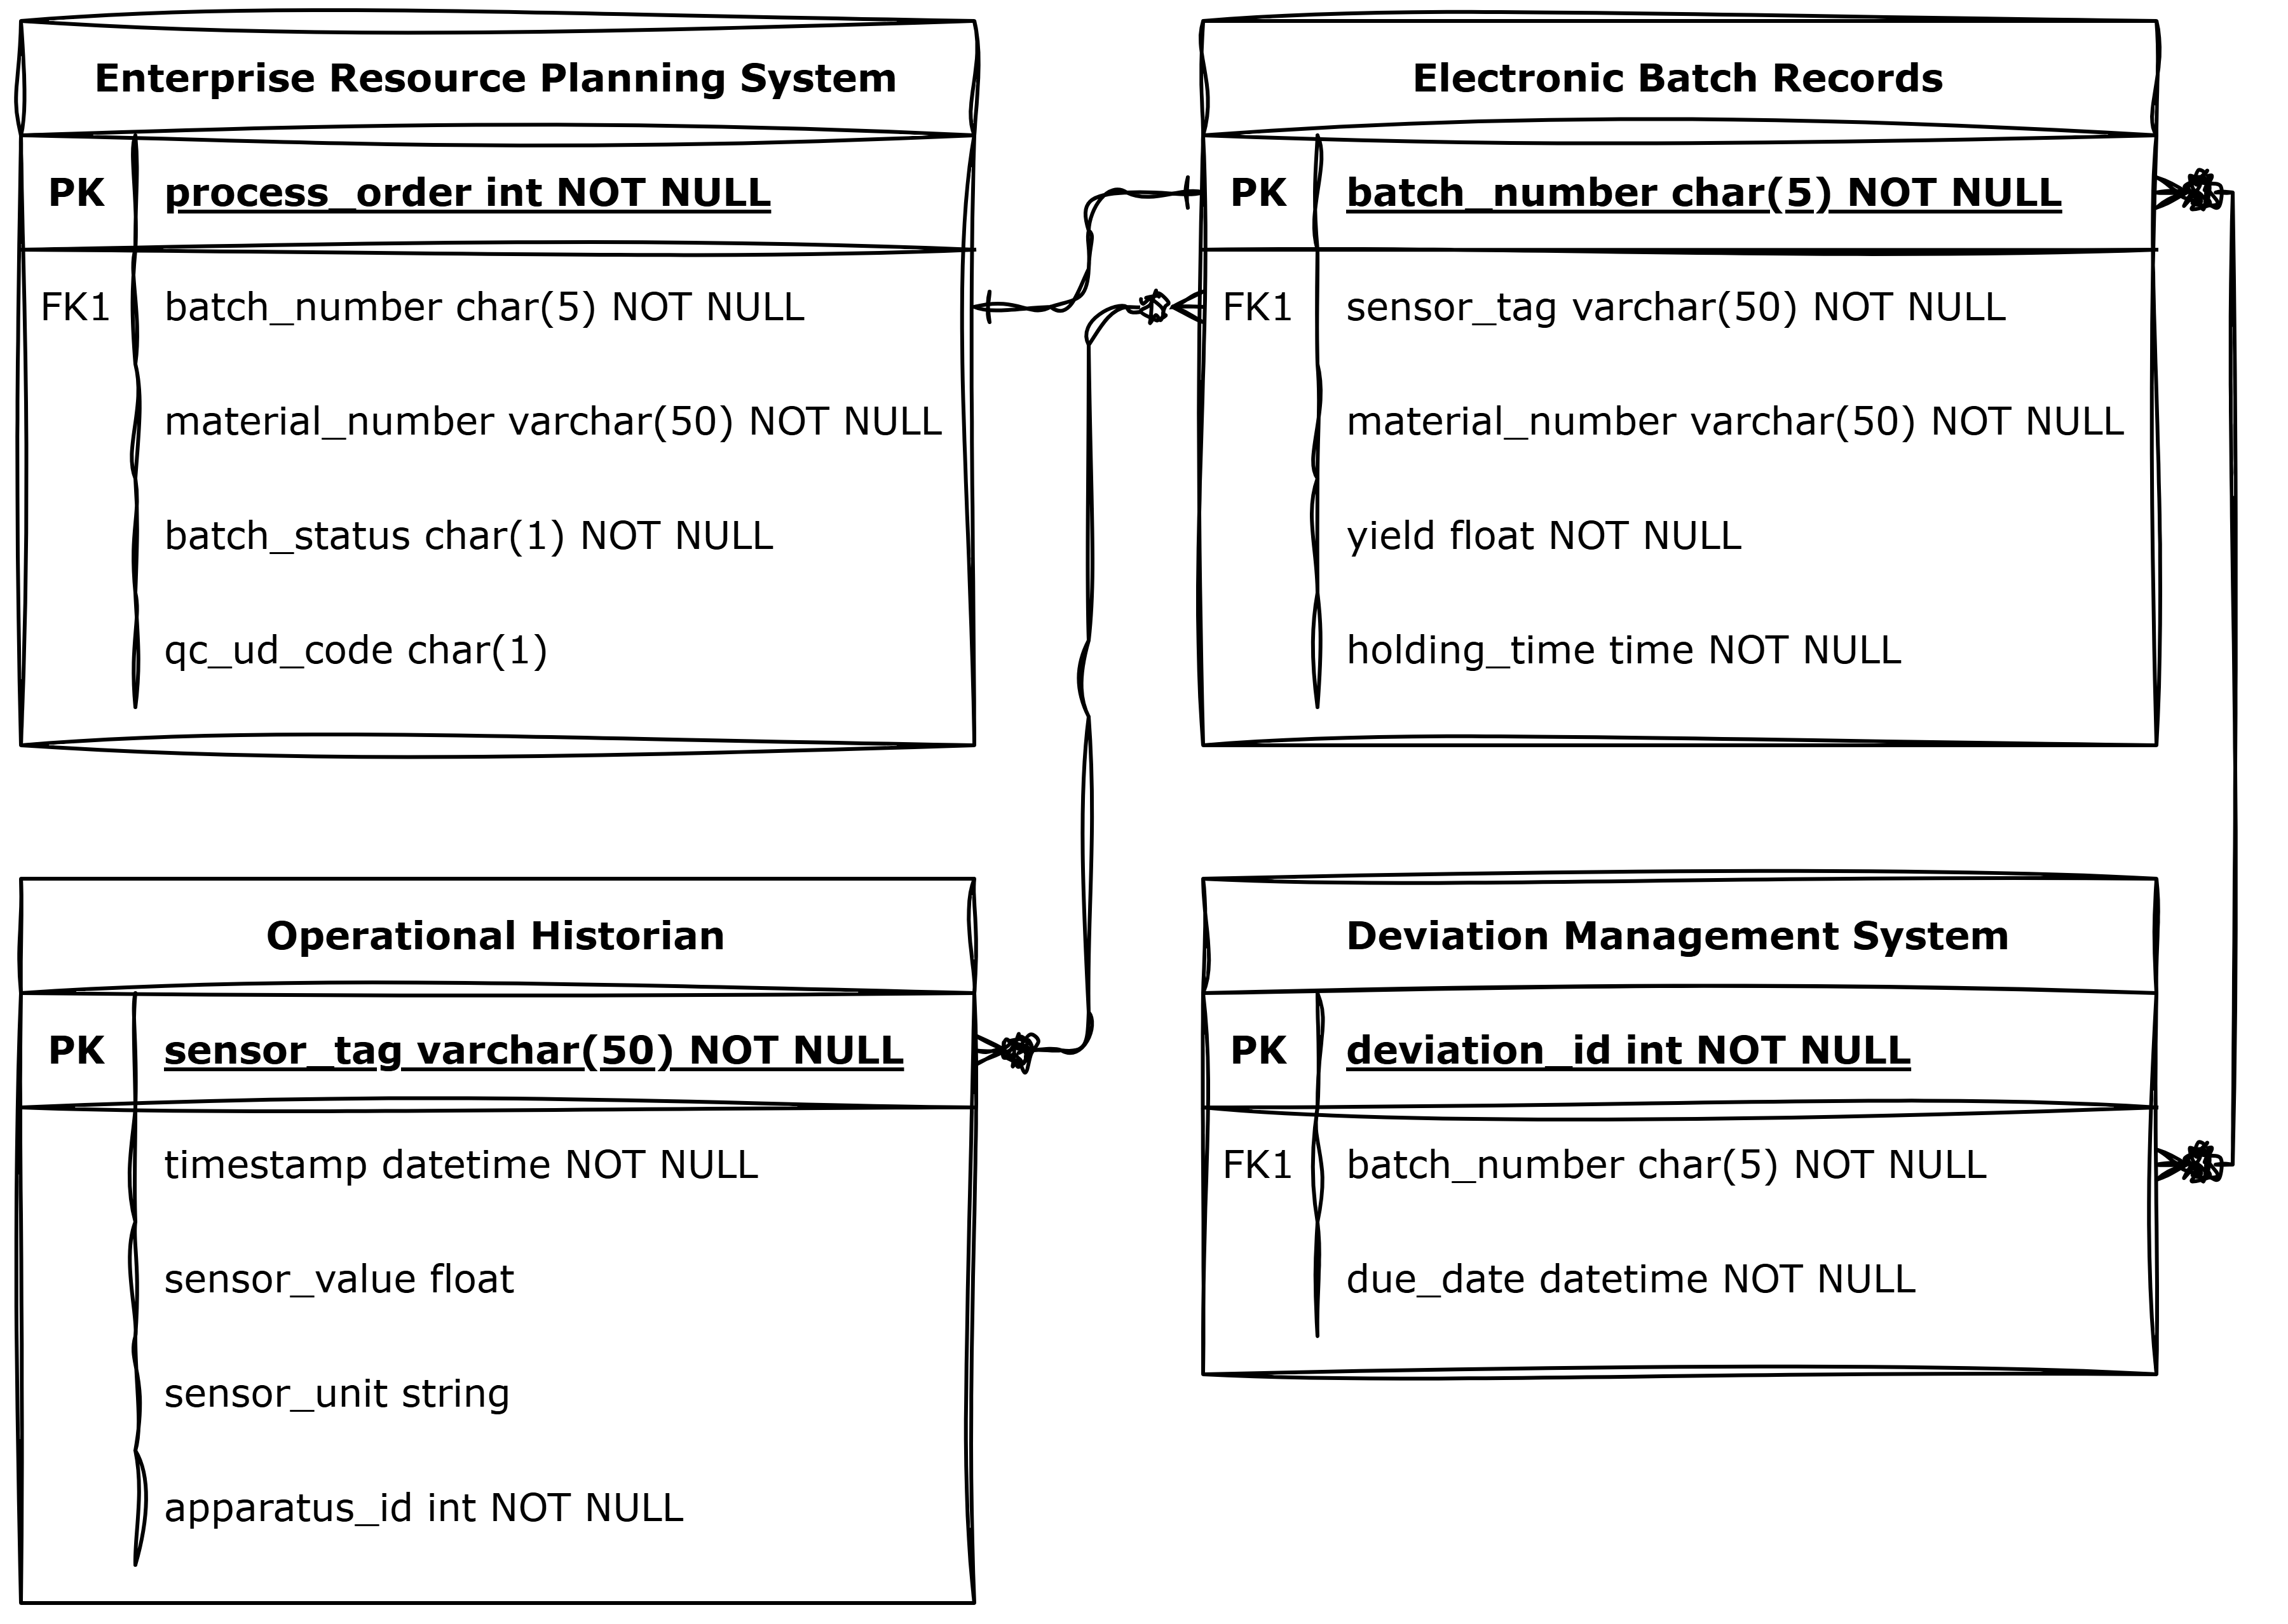 Enterprise Resource Planning System
PK process_order int NOT NULL
FK1 batch_number char(5) NOT NULL
material_number varchar(50) NOT NULL
batch_status char(1) NOT NULL
qc_ud_code char(1)
Electronic Batch Records
PK batch_number char(5) NOT NULL
FK1 sensor_tag varchar(50) NOT NULL
material_number varchar(50) NOT NULL
yield float NOT NULL
holding_time time NOT NULL
Operational Historian
PK sensor_tag varchar(50) NOT NULL
timestamp datetime NOT NULL
sensor_value float
sensor_unit string
apparatus_id int NOT NULL
Deviation Management System
PK deviation_id int NOT NULL
FK1 batch_number char(5) NOT NULL
due_date datetime NOT NULL